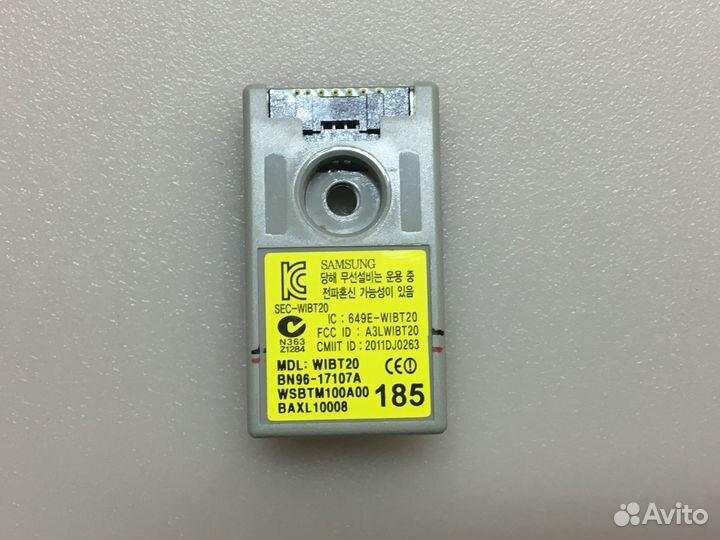 SAMSUNG
당해 무선설비는 운용 중
전파혼신 가능성이 있음
SEC-WIBT20
IC : 649E-WIBT20
FCC ID : A3LWIBT20
CMIIT ID : 2011DJ0263
N363
Z1284
MDL: WIBT20
BN96-17107A
WSBTM100A00
BAXL10008
185
Avito